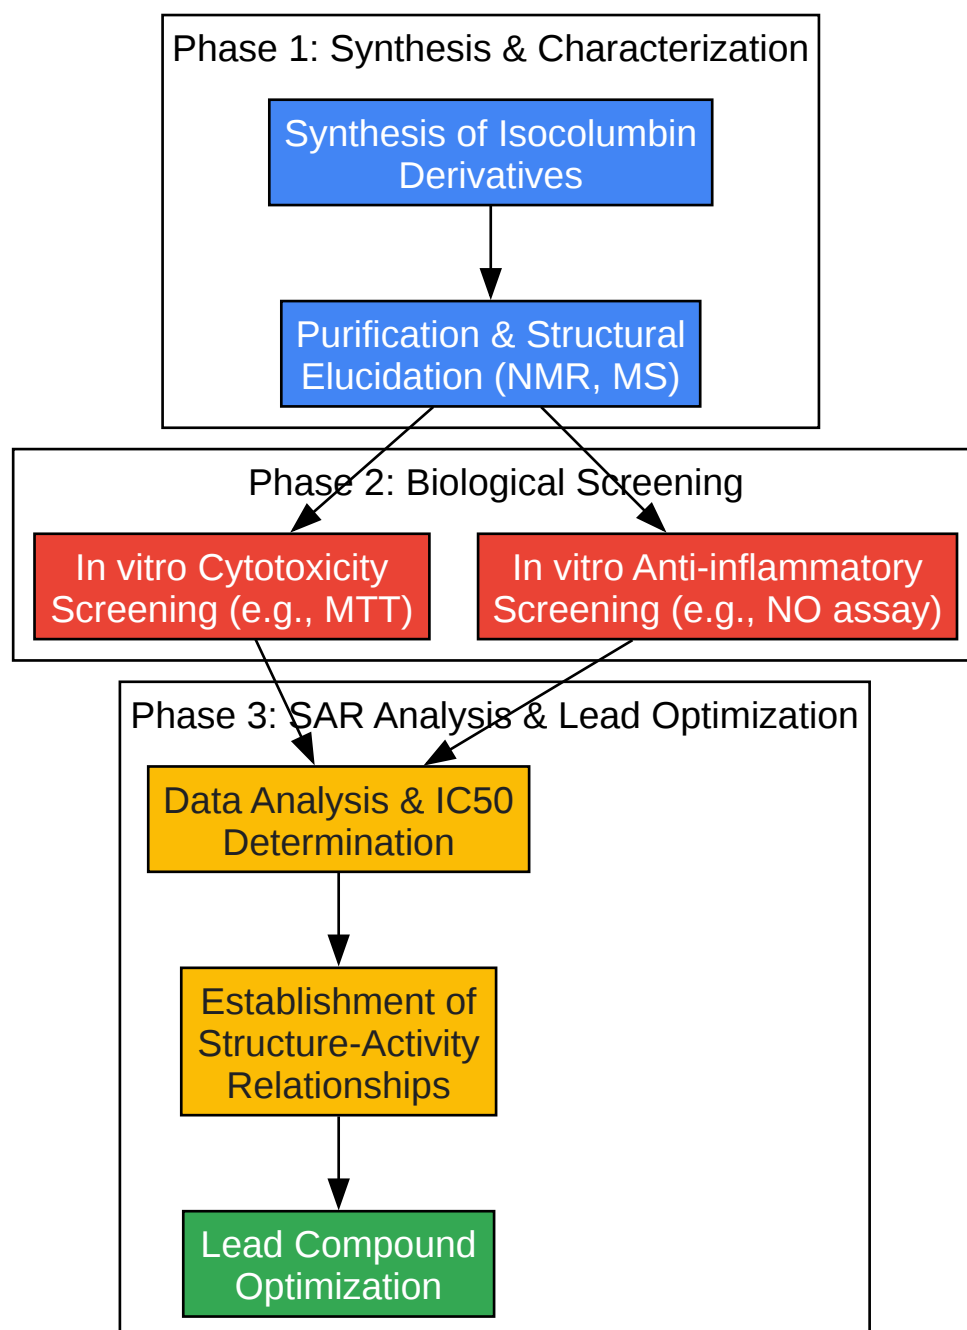 Phase 1: Synthesis & Characterization
Synthesis of Isocolumbin
Derivatives
Purification & Structural
Elucidation (NMR, MS)
Phase 2: Biological Screening
In vitro Cytotoxicity
Screening (e.g., MTT)
In vitro Anti-inflammatory
Screening (e.g., NO assay)
Phase 3: SAR Analysis & Lead Optimization
Data Analysis & IC50
Determination
Establishment of
Structure-Activity
Relationships
Lead Compound
Optimization